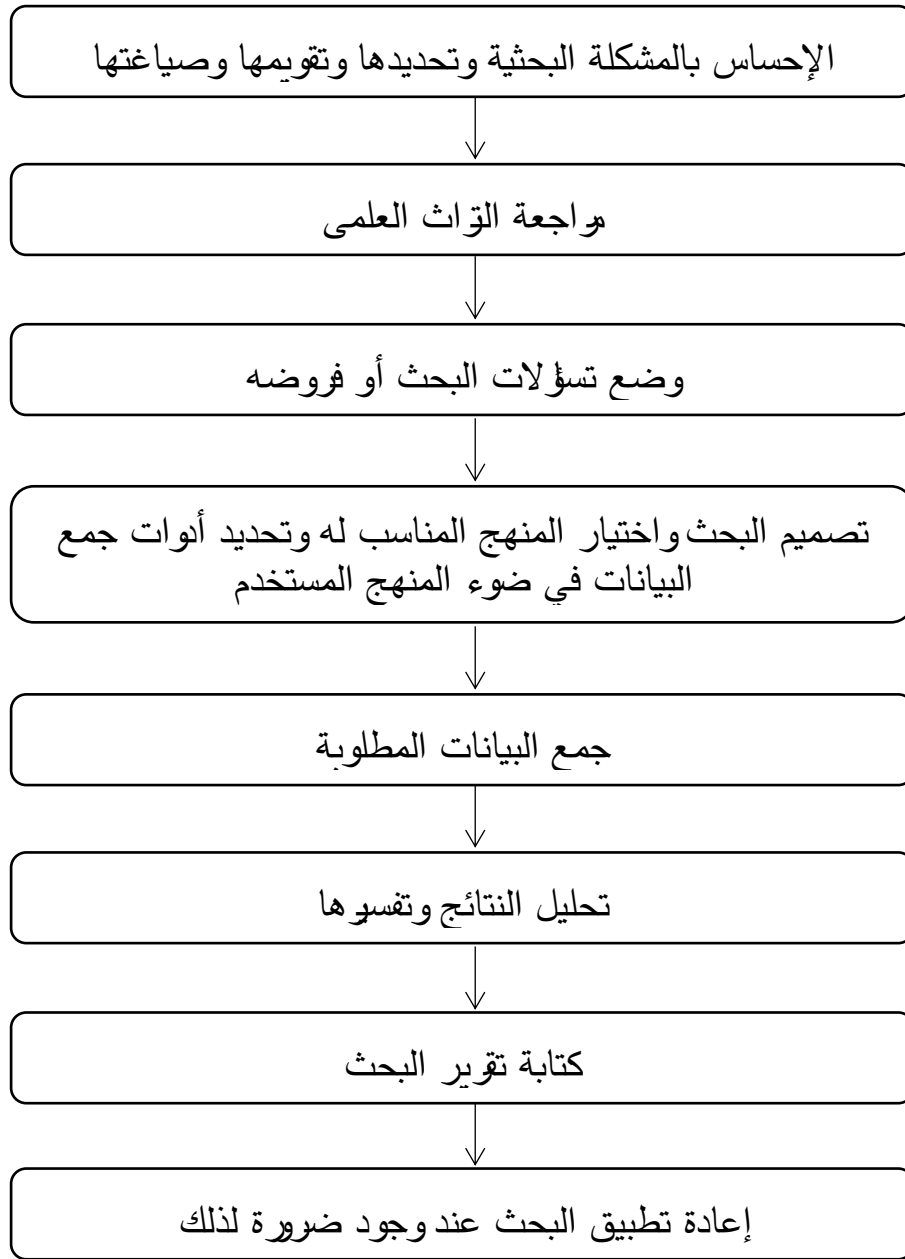 الإحساس بالمشكلة البحثية وتحديدها وتقويمها وصياغتها
مراجعة التراث العلمى
وضع تسؤلات البحث أو فروضه
تصميم البحث واختيار المنهج المناسب له وتحديد أدوات جمع
البيانات في ضوء المنهج المستخدم
جمع البيانات المطلوبة
تحليل النتائج وتفسيرها
كتابة تقرير البحث
إعادة تطبيق البحث عند وجود ضرورة لذلك